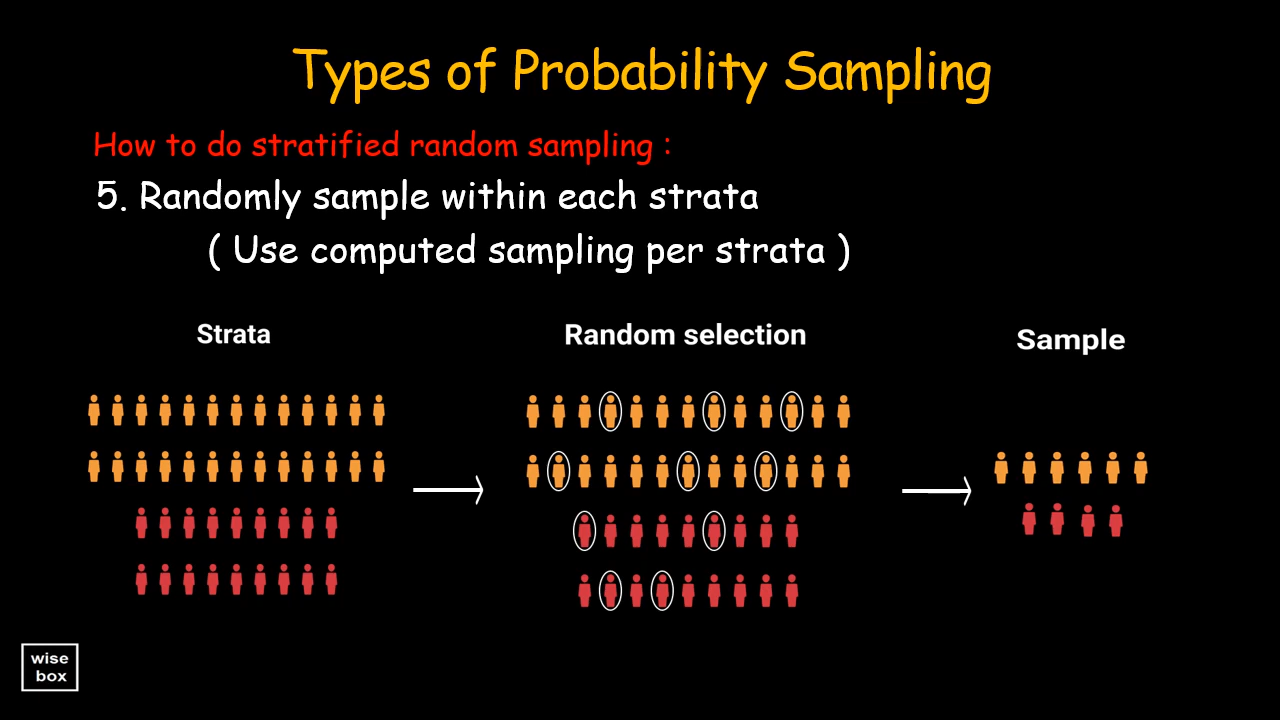 Types of Probability Sampling
How to do stratified random sampling :
5. Randomly sample within each strata
( Use computed sampling per strata )
Strata
Random selection
Sample
wise
box